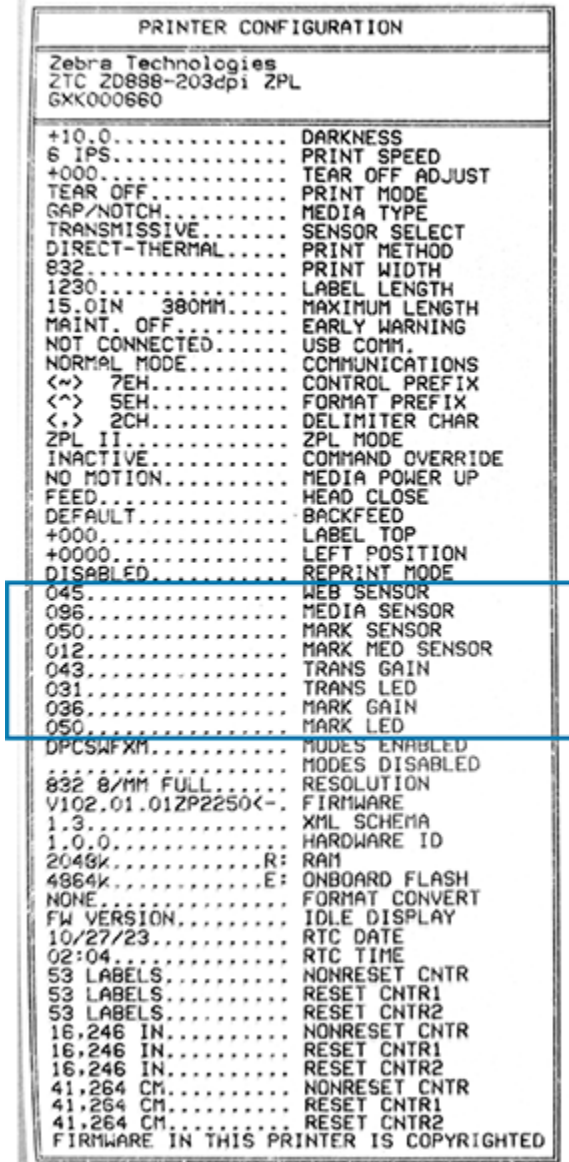 PRINTER CONFIGURATION
Zebra Technologies
ZTC ZD888-203dpi ZPL
GXK000660
+10.0............... DARKNESS
6 IPS............... PRINT SPEED
+000................ TEAR OFF ADJUST
TEAR OFF............ PRINT MODE
GAP/NOTCH........... MEDIA TYPE
TRANSMISSIVE........ SENSOR SELECT
DIRECT-THERMAL...... PRINT METHOD
832................. PRINT WIDTH
1230................ LABEL LENGTH
15.0IN 380MM..... MAXIMUM LENGTH
MAINT. OFF.......... EARLY WARNING
NOT CONNECTED....... USB COMM.
NORMAL MODE......... COMMUNICATIONS
<~> 7EH............ CONTROL PREFIX
<^> 5EH............ FORMAT PREFIX
<,> 2CH............ DELIMITER CHAR
ZPL II.............. ZPL MODE
INACTIVE............ COMMAND OVERRIDE
NO MOTION........... MEDIA POWER UP
FEED................ HEAD CLOSE
DEFAULT............. BACKFEED
+000................ LABEL TOP
+0000............... LEFT POSITION
DISABLED............ REPRINT MODE
045................. WEB SENSOR
096................. MEDIA SENSOR
050................. MARK SENSOR
012................. MARK MED SENSOR
043................. TRANS GAIN
031................. TRANS LED
036................. MARK GAIN
050................. MARK LED
DPCSWFXM............ MODES ENABLED
.................... MODES DISABLED
832 8/MM FULL....... RESOLUTION
V102.01.01ZP2250<-. FIRMWARE
1.3................. XML SCHEMA
1.0.0............... HARDWARE ID
2048k.............R: RAM
4864k.............E: ONBOARD FLASH
NONE................ FORMAT CONVERT
FW VERSION.......... IDLE DISPLAY
10/27/23............ RTC DATE
02:04............... RTC TIME
53 LABELS........... NONRESET CNTR
53 LABELS........... RESET CNTR1
53 LABELS........... RESET CNTR2
16,246 IN........... NONRESET CNTR
16,246 IN........... RESET CNTR1
16,246 IN........... RESET CNTR2
41,264 CM........... NONRESET CNTR
41,264 CM........... RESET CNTR1
41,264 CM........... RESET CNTR2
FIRMWARE IN THIS PRINTER IS COPYRIGHTED